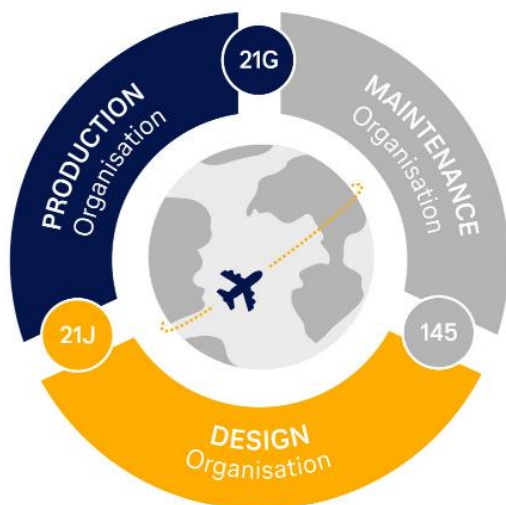 21G
PRODUCTION
Organisation
MAINTENANCE
Organisation
21J
145
DESIGN
Organisation